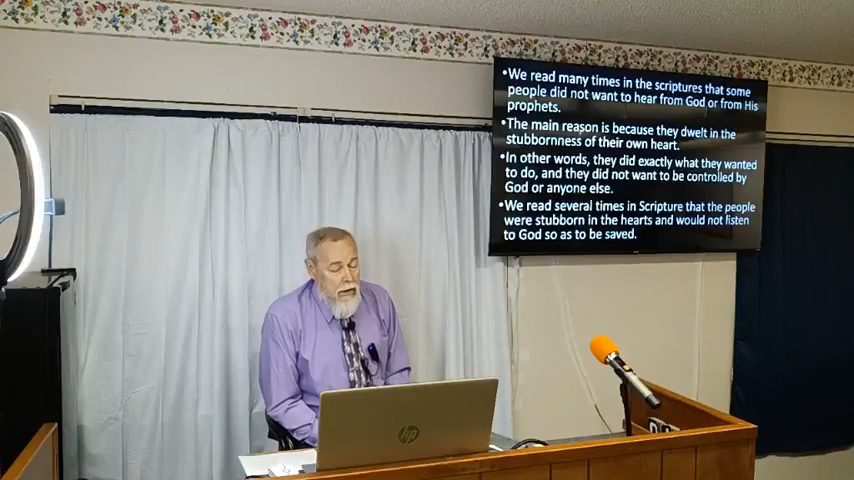 •We read many times in the scriptures that some
people did not want to hear from God or from His
prophets.
•The main reason is because they dwelt in the
stubbornness of their own heart.
•In other words, they did exactly what they wanted
to do, and they did not want to be controlled by
God or anyone else.
•We read several times in Scripture that the people
were stubborn in the hearts and would not listen
to God so as to be saved.
hp